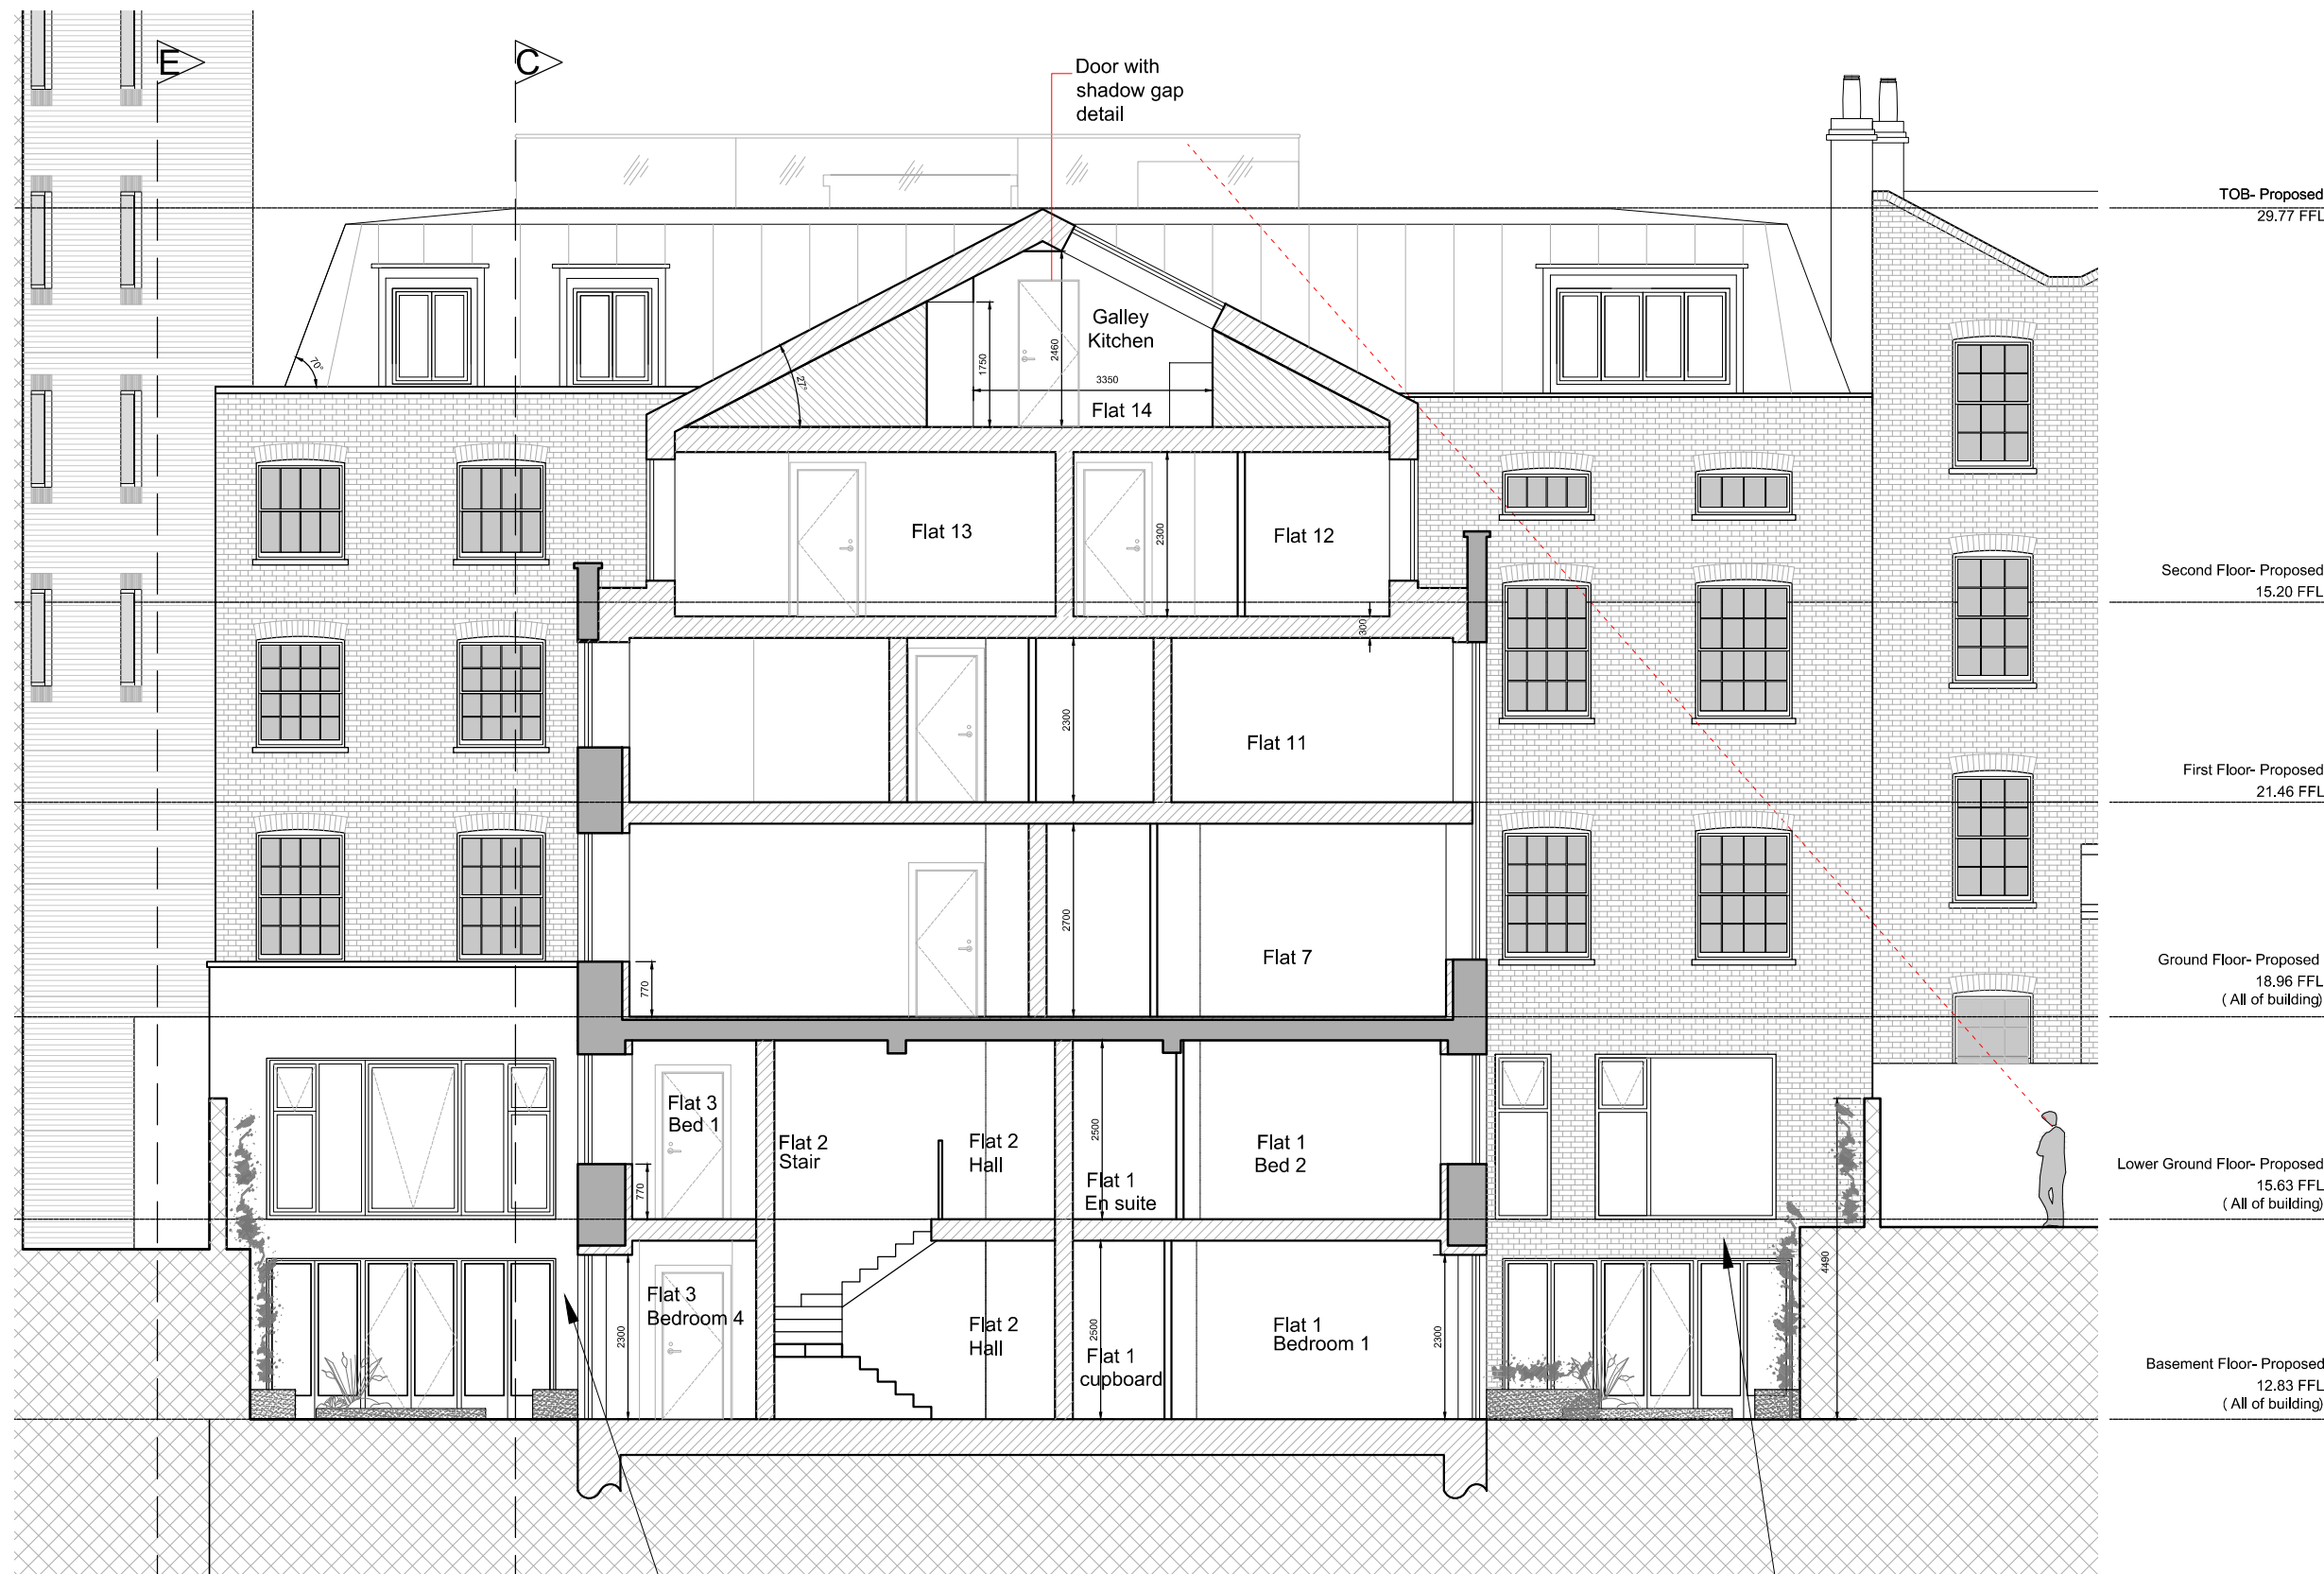 E
C
Door with
shadow gap
detail
TOB- Proposed
29.77 FFL
70°
27°
1750
2460
Galley
Kitchen
3350
Flat 14
Flat 13
2300
Flat 12
Second Floor- Proposed
15.20 FFL
300
2300
Flat 11
First Floor- Proposed
21.46 FFL
2700
Flat 7
770
Ground Floor- Proposed
18.96 FFL
( All of building)
Flat 3
Bed 1
Flat 2
Stair
Flat 2
Hall
2500
Flat 1
En suite
Flat 1
Bed 2
770
Lower Ground Floor- Proposed
15.63 FFL
( All of building)
4490
Flat 3
Bedroom 4
2300
Flat 2
Hall
2500
Flat 1
cupboard
Flat 1
Bedroom 1
2300
Basement Floor- Proposed
12.83 FFL
( All of building)